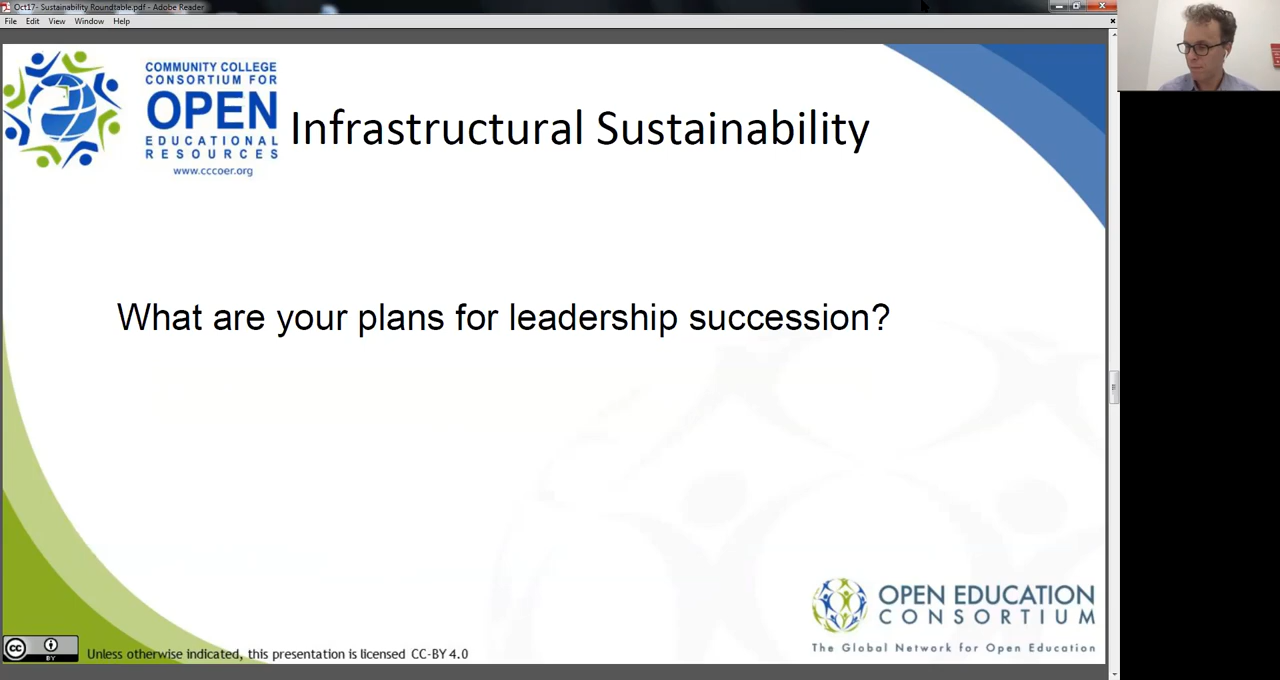 Oct17- Sustainability Roundtable.pdf - Adobe Reader
File Edit View Window Help
COMMUNITY COLLEGE
CONSORTIUM FOR
OPEN
EDUCATIONAL
RESOURCES
www.cccoer.org
Infrastructural Sustainability
What are your plans for leadership succession?
OPEN EDUCATION
CONSORTIUM
The Global Network for Open Education
cc
BY
Unless otherwise indicated, this presentation is licensed CC-BY 4.0